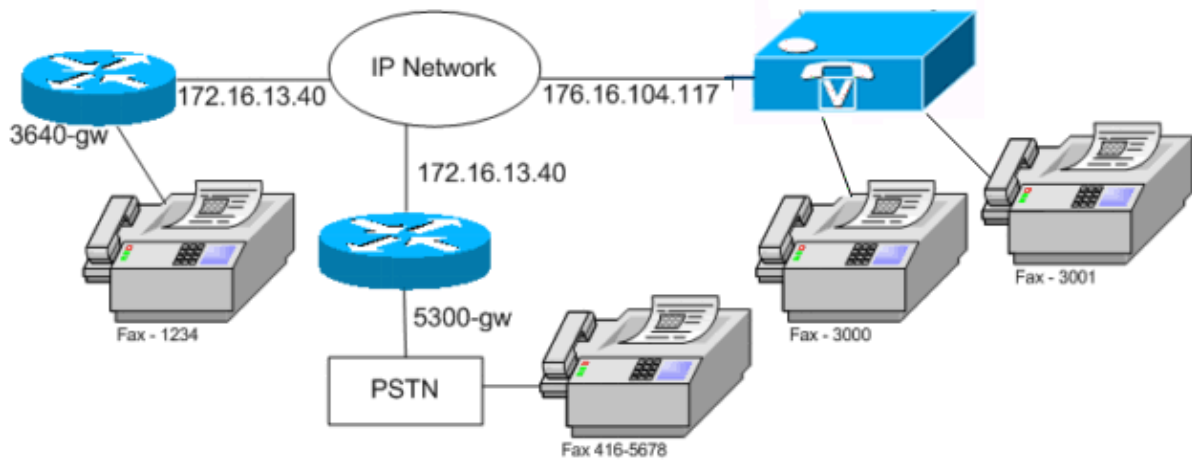 IP Network
172.16.13.40
176.16.104.117
V
3640-gw
172.16.13.40
Fax - 3001
5300-gw
Fax - 1234
Fax - 3000
PSTN
Fax 416-5678